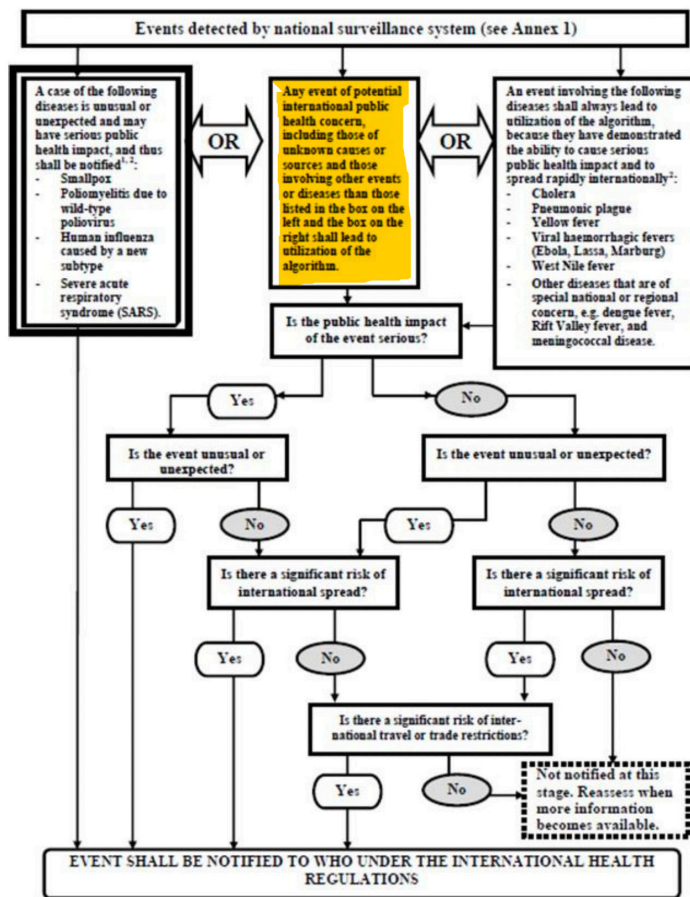 Events detected by national surveillance system (see Annex 1)
A case of the following
diseases is unusual or
unexpected and may
have serious public
health impact, and thus
shall be notified1, 2:
- Smallpox
- Poliomyelitis due to
wild-type
poliovirus
- Human influenza
caused by a new
subtype
- Severe acute
respiratory
syndrome (SARS).
OR
Any event of potential
international public
health concern,
including those of
unknown causes or
sources and those
involving other events
or diseases than those
listed in the box on the
left and the box on the
right shall lead to
utilization of the
algorithm.
OR
An event involving the following
diseases shall always lead to
utilization of the algorithm,
because they have demonstrated
the ability to cause serious
public health impact and to
spread rapidly internationally2:
- Cholera
- Pneumonic plague
- Yellow fever
- Viral haemorrhagic fevers
(Ebola, Lassa, Marburg)
- West Nile fever
- Other diseases that are of
special national or regional
concern, e.g. dengue fever,
Rift Valley fever, and
meningococcal disease.
Is the public health impact
of the event serious?
Yes
No
Is the event unusual or
unexpected?
Is the event unusual or unexpected?
Yes
No
Yes
No
Is there a significant risk of
international spread?
Is there a significant risk of
international spread?
Yes
No
Yes
No
Is there a significant risk of inter-
national travel or trade restrictions?
Yes
No
Not notified at this
stage. Reassess when
more information
becomes available.
EVENT SHALL BE NOTIFIED TO WHO UNDER THE INTERNATIONAL HEALTH
REGULATIONS